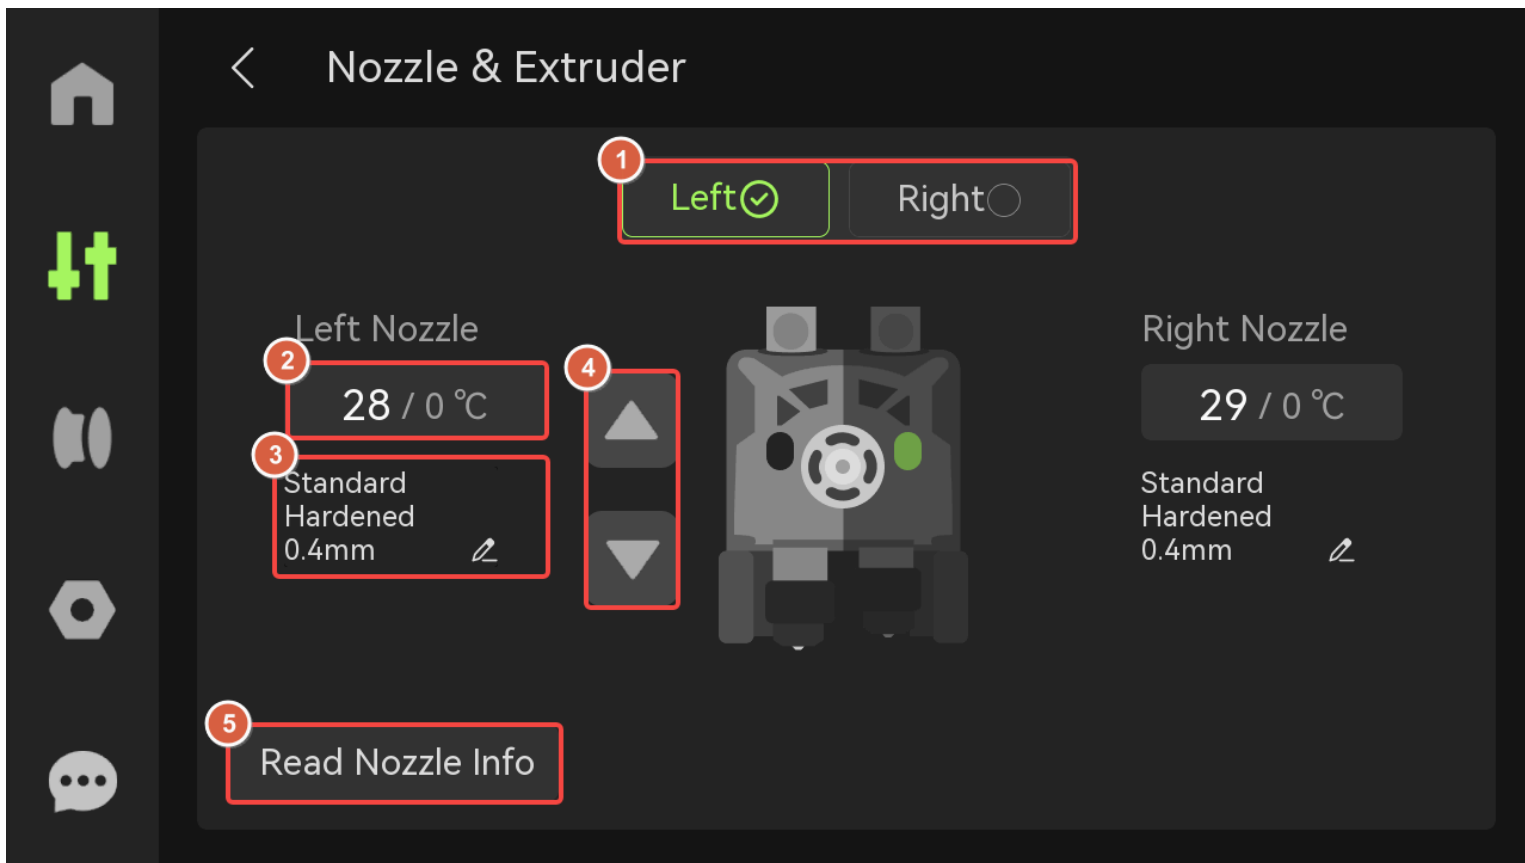 Nozzle & Extruder
1
Left
Right
Left Nozzle
2
28 / 0 ℃
3
Standard
Hardened
0.4mm
4
Right Nozzle
29 / 0 ℃
Standard
Hardened
0.4mm
5
Read Nozzle Info